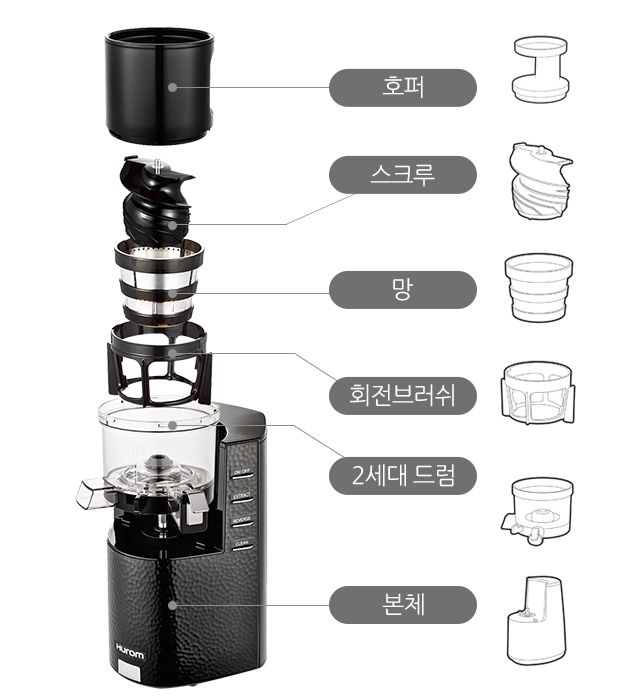 호퍼
스크루
망
회전브러쉬
2세대 드럼
ON/OFF
EXTRACT
REVERSE
CLEAN
본체
Hurom